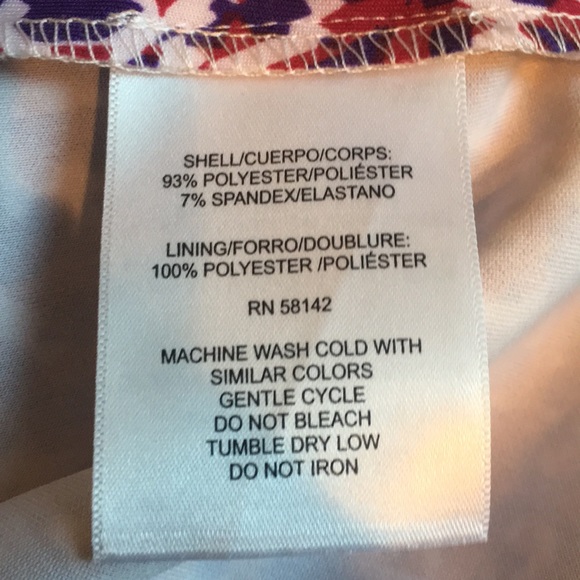 SHELL/CUERPO/CORPS:
93% POLYESTER/POLIÉSTER
7% SPANDEX/ELASTANO
LINING/FORRO/DOUBLURE:
100% POLYESTER /POLIÉSTER
RN 58142
MACHINE WASH COLD WITH
SIMILAR COLORS
GENTLE CYCLE
DO NOT BLEACH
TUMBLE DRY LOW
DO NOT IRON